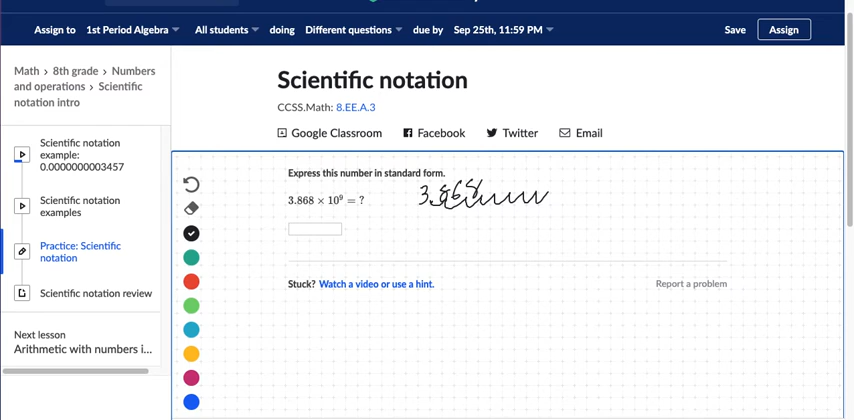 Assign to 1st Period Algebra All students doing Different questions due by Sep 25th, 11:59 PM Save Assign
Math > 8th grade > Numbers
and operations > Scientific
notation intro
Scientific notation
example:
0.0000000003457
Scientific notation
examples
Practice: Scientific
notation
Scientific notation review
Next lesson
Arithmetic with numbers i...
Scientific notation
CCSS.Math: 8.EE.A.3
Google Classroom Facebook Twitter Email
Express this number in standard form.
3.868 × 10⁹ = ?
3.868
Stuck? Watch a video or use a hint.
Report a problem